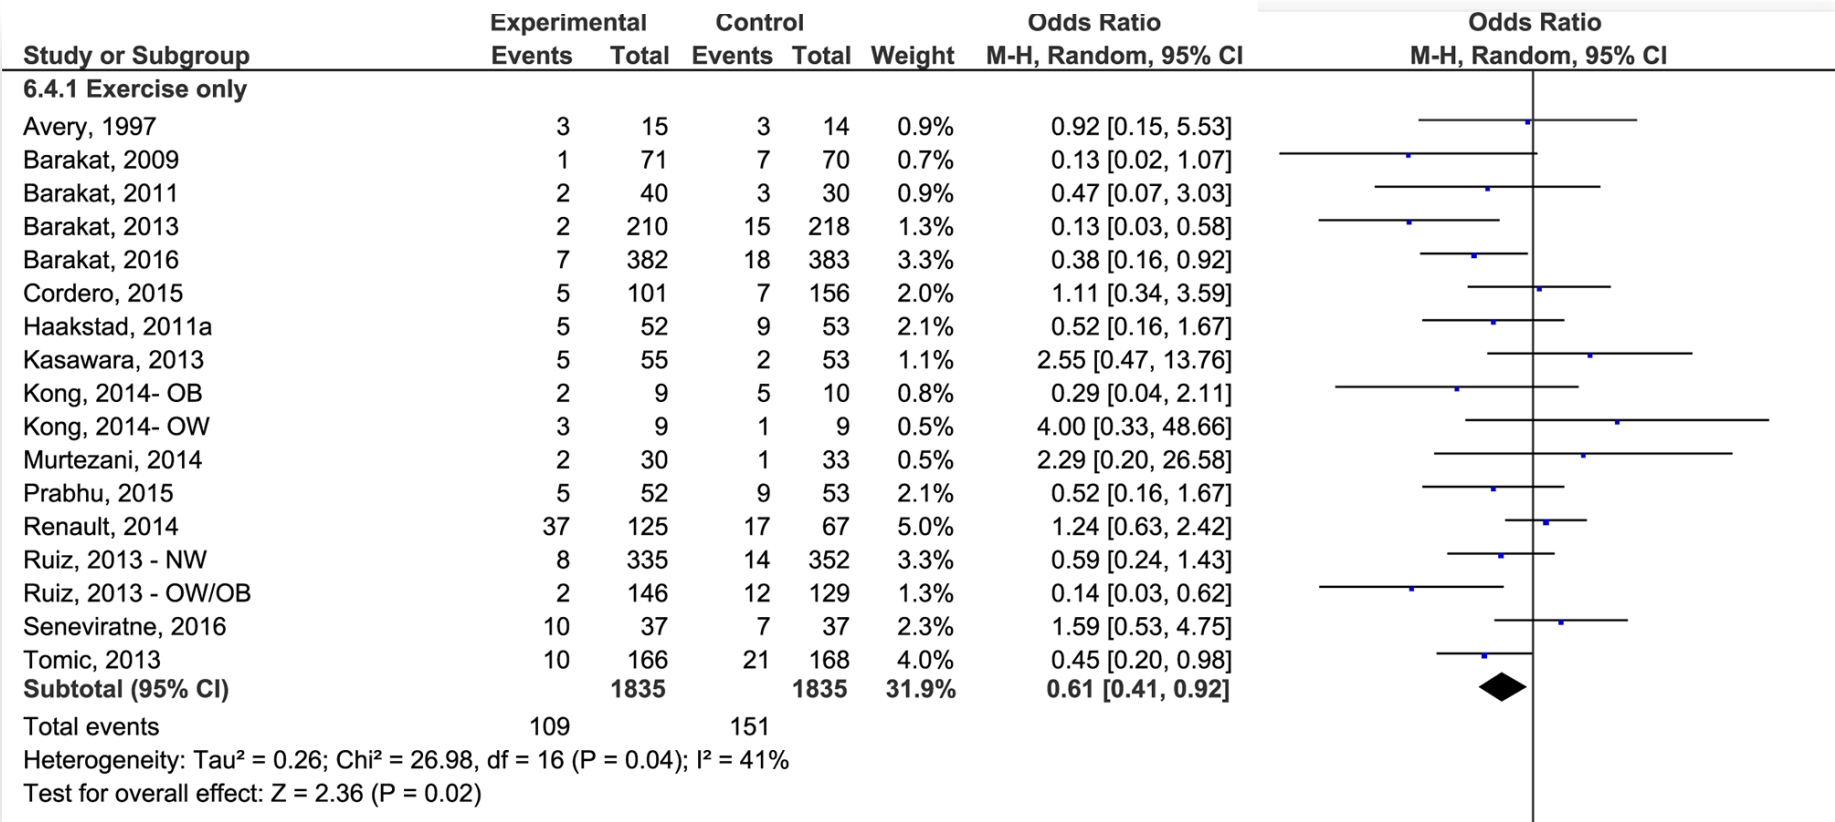 Experimental Control Odds Ratio Odds Ratio
Study or Subgroup Events Total Events Total Weight M-H, Random, 95% CI M-H, Random, 95% CI
6.4.1 Exercise only
Avery, 1997 3 15 3 14 0.9% 0.92 [0.15, 5.53]
Barakat, 2009 1 71 7 70 0.7% 0.13 [0.02, 1.07]
Barakat, 2011 2 40 3 30 0.9% 0.47 [0.07, 3.03]
Barakat, 2013 2 210 15 218 1.3% 0.13 [0.03, 0.58]
Barakat, 2016 7 382 18 383 3.3% 0.38 [0.16, 0.92]
Cordero, 2015 5 101 7 156 2.0% 1.11 [0.34, 3.59]
Haakstad, 2011a 5 52 9 53 2.1% 0.52 [0.16, 1.67]
Kasawara, 2013 5 55 2 53 1.1% 2.55 [0.47, 13.76]
Kong, 2014- OB 2 9 5 10 0.8% 0.29 [0.04, 2.11]
Kong, 2014- OW 3 9 1 9 0.5% 4.00 [0.33, 48.66]
Murtezani, 2014 2 30 1 33 0.5% 2.29 [0.20, 26.58]
Prabhu, 2015 5 52 9 53 2.1% 0.52 [0.16, 1.67]
Renault, 2014 37 125 17 67 5.0% 1.24 [0.63, 2.42]
Ruiz, 2013 - NW 8 335 14 352 3.3% 0.59 [0.24, 1.43]
Ruiz, 2013 - OW/OB 2 146 12 129 1.3% 0.14 [0.03, 0.62]
Seneviratne, 2016 10 37 7 37 2.3% 1.59 [0.53, 4.75]
Tomic, 2013 10 166 21 168 4.0% 0.45 [0.20, 0.98]
Subtotal (95% CI) 1835 1835 31.9% 0.61 [0.41, 0.92]
Total events 109 151
Heterogeneity: Tau² = 0.26; Chi² = 26.98, df = 16 (P = 0.04); I² = 41%
Test for overall effect: Z = 2.36 (P = 0.02)